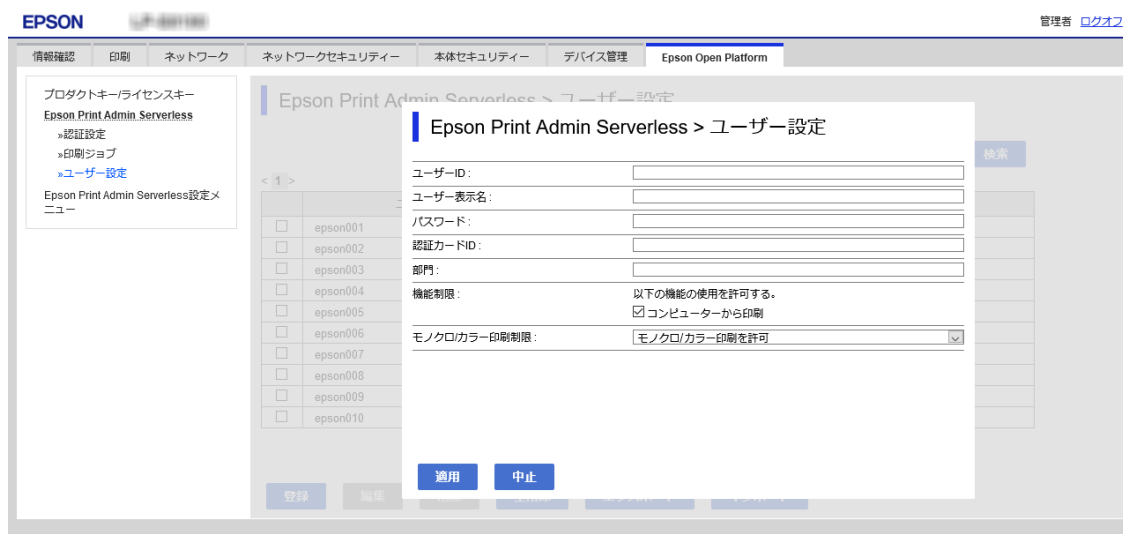 EPSON
管理者 ログオフ
情報確認 印刷 ネットワーク ネットワークセキュリティー 本体セキュリティー デバイス管理 Epson Open Platform
プロダクトキー/ライセンスキー
Epson Print Admin Serverless
»認証設定
»印刷ジョブ
»ユーザー設定
Epson Print Admin Serverless設定メ
ニュー
Epson Print Admin Serverless > ユーザー設定
検索
< 1 >
epson001
epson002
epson003
epson004
epson005
epson006
epson007
epson008
epson009
epson010
登録 編集
Epson Print Admin Serverless > ユーザー設定
ユーザーID :
ユーザー表示名 :
パスワード :
認証カードID :
部門 :
機能制限 : 以下の機能の使用を許可する。
コンピューターから印刷
モノクロ/カラー印刷制限 : モノクロ/カラー印刷を許可
適用 中止